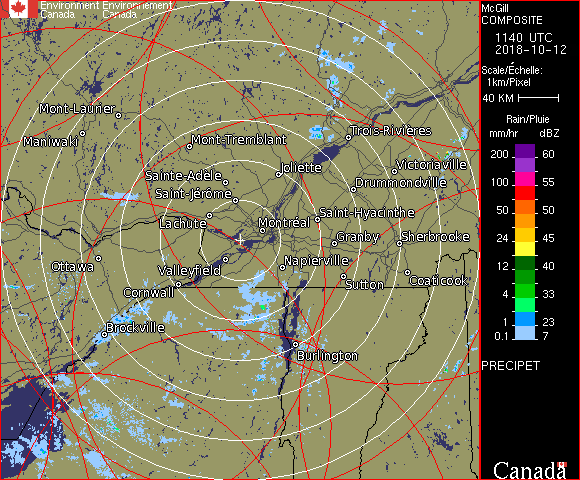 Environment Environnement
Canada Canada
McGill
COMPOSITE
1140 UTC
2018-10-12
Scale/Échelle:
1km/Pixel
40 KM
Rain/Pluie
mm/hr dBZ
200 60
150 55
100 55
50 50
24 45
12 40
4 33
1 23
0.1 7
PRECIPET
Canada
Mont-Laurier
Maniwaki
Mont-Tremblant
Trois-Rivières
Sainte-Adèle
Joliette
Victoriaville
Saint-Jérôme
Drummondville
Lachute
Montréal
Saint-Hyacinthe
Granby
Sherbrooke
Ottawa
Valleyfield
Napierville
Cornwall
Sutton
Coaticook
Brockville
Burlington